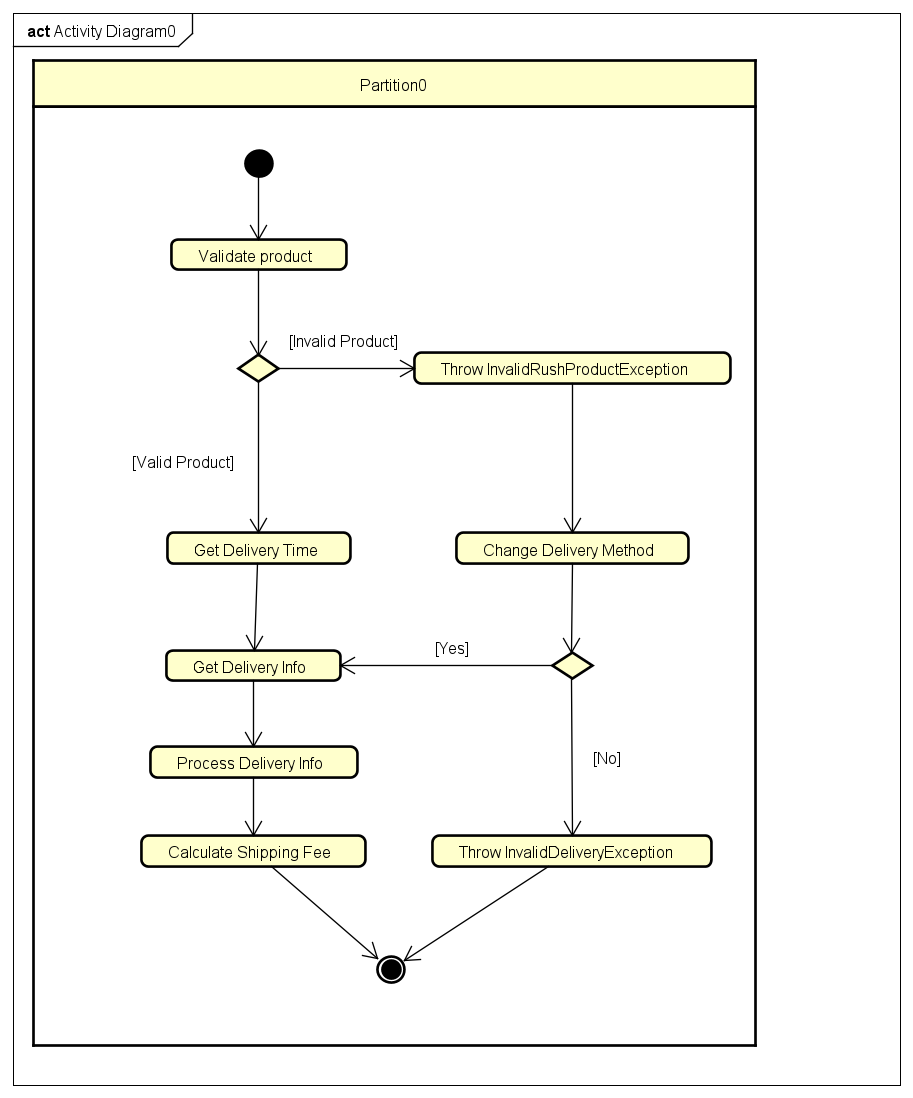 act Activity Diagram0
Partition0
Validate product
[Invalid Product]
Throw InvalidRushProductException
[Valid Product]
Get Delivery Time
Change Delivery Method
[Yes]
Get Delivery Info
[No]
Process Delivery Info
Calculate Shipping Fee
Throw InvalidDeliveryException